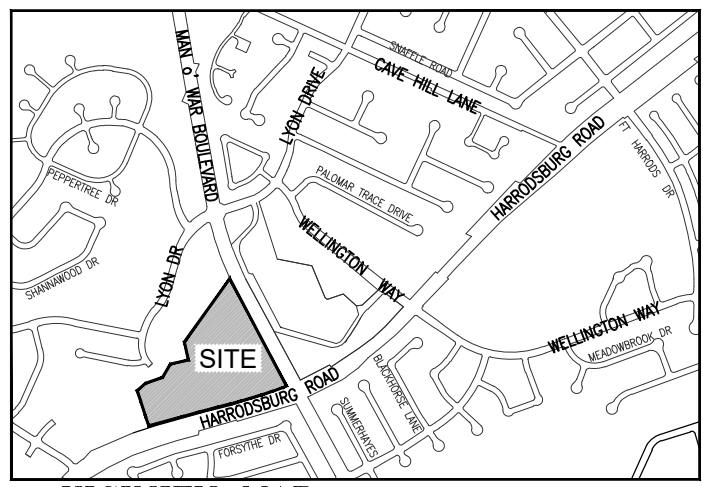 SNAFFLE ROAD
CAVE HILL LANE
MAN o' WAR BOULEVARD
LYON DRIVE
HARRODSBURG ROAD
FT HARRODS DR
PEPPERTREE DR
PALOMAR TRACE DRIVE
SHANNAWOOD DR
LYON DR
WELLINGTON WAY
WELLINGTON WAY
MEADOWBROOK DR
SITE
HARRODSBURG ROAD
BLACKHORSE LANE
SUMMERHAYES
FORSYTHE DR